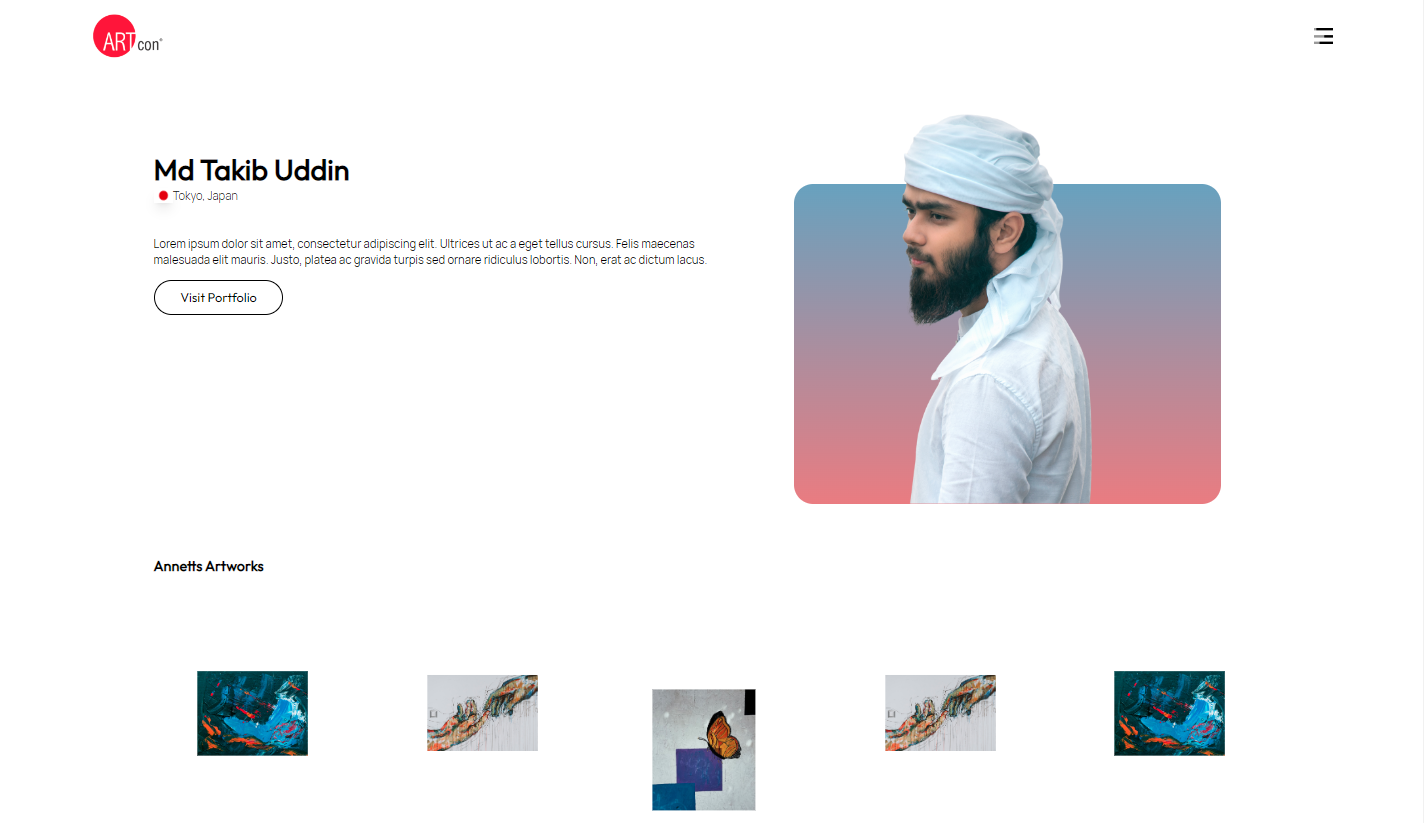 ARTcon®
Md Takib Uddin
Tokyo, Japan
Lorem ipsum dolor sit amet, consectetur adipiscing elit. Ultrices ut ac a eget tellus cursus. Felis maecenas
malesuada elit mauris. Justo, platea ac gravida turpis sed ornare ridiculus lobortis. Non, erat ac dictum lacus.
Visit Portfolio
Annetts Artworks